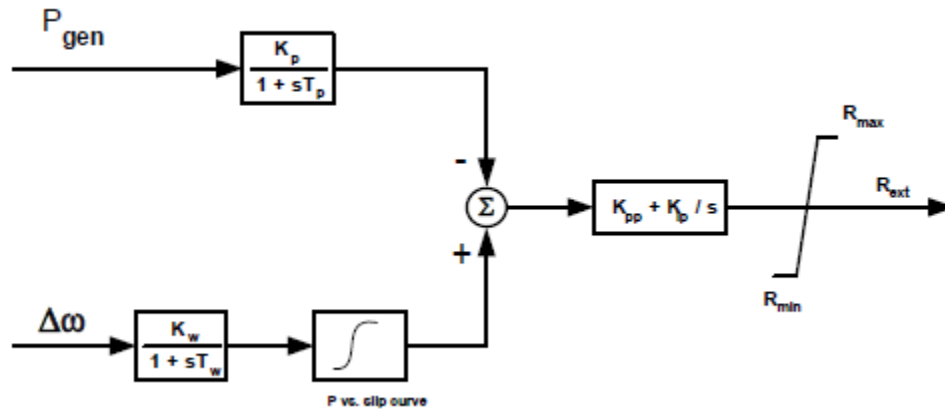 P_gen
K_p
1 + sT_p
-
R_max
Σ
K_pp + K_ip / s
R_ext
+
R_min
Δω
K_w
1 + sT_w
P vs. slip curve